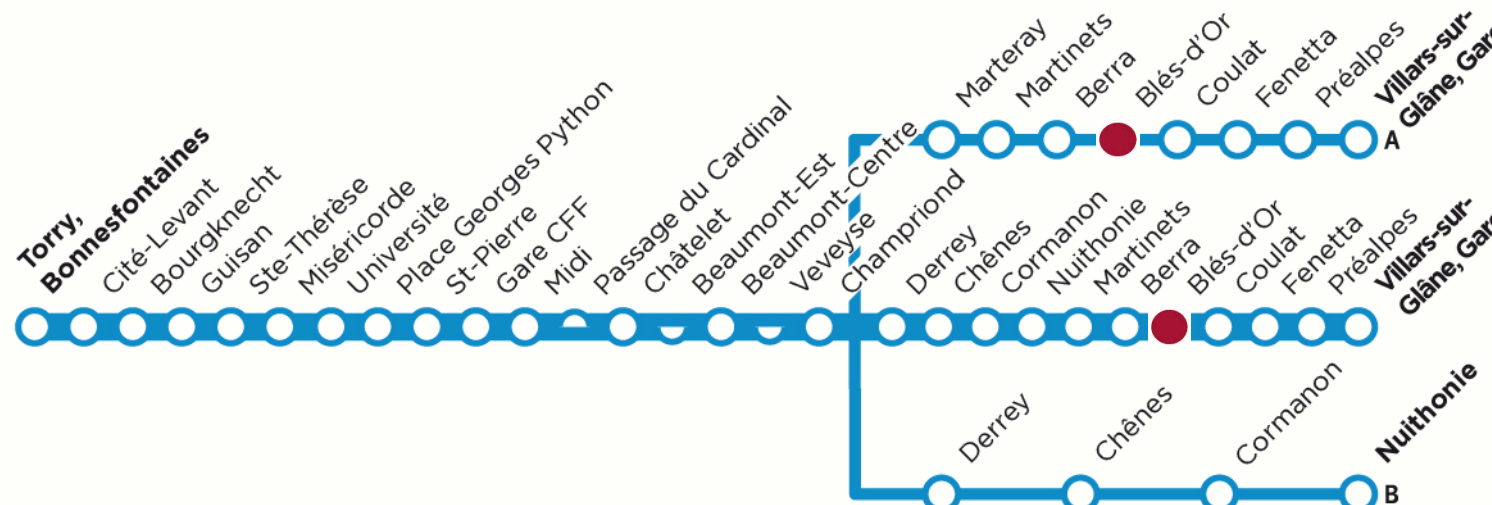 Torry,
Bonnesfontaines
Cité-Levant
Bourgknecht
Guisan
Ste-Thérèse
Miséricorde
Université
Place Georges Python
St-Pierre
Gare CFF
Midi
Passage du Cardinal
Châtelet
Beaumont-Est
Beaumont-Centre
Veveyse
Champriond
Marteray
Martinets
Berra
Blés-d'Or
Coulat
Fenetta
Préalpes
Villars-sur-
Glâne, Gare
A
Derrey
Chênes
Cormanon
Nuithonie
Martinets
Berra
Blés-d'Or
Coulat
Fenetta
Préalpes
Villars-sur-
Glâne, Gare
Derrey
Chênes
Cormanon
Nuithonie
B